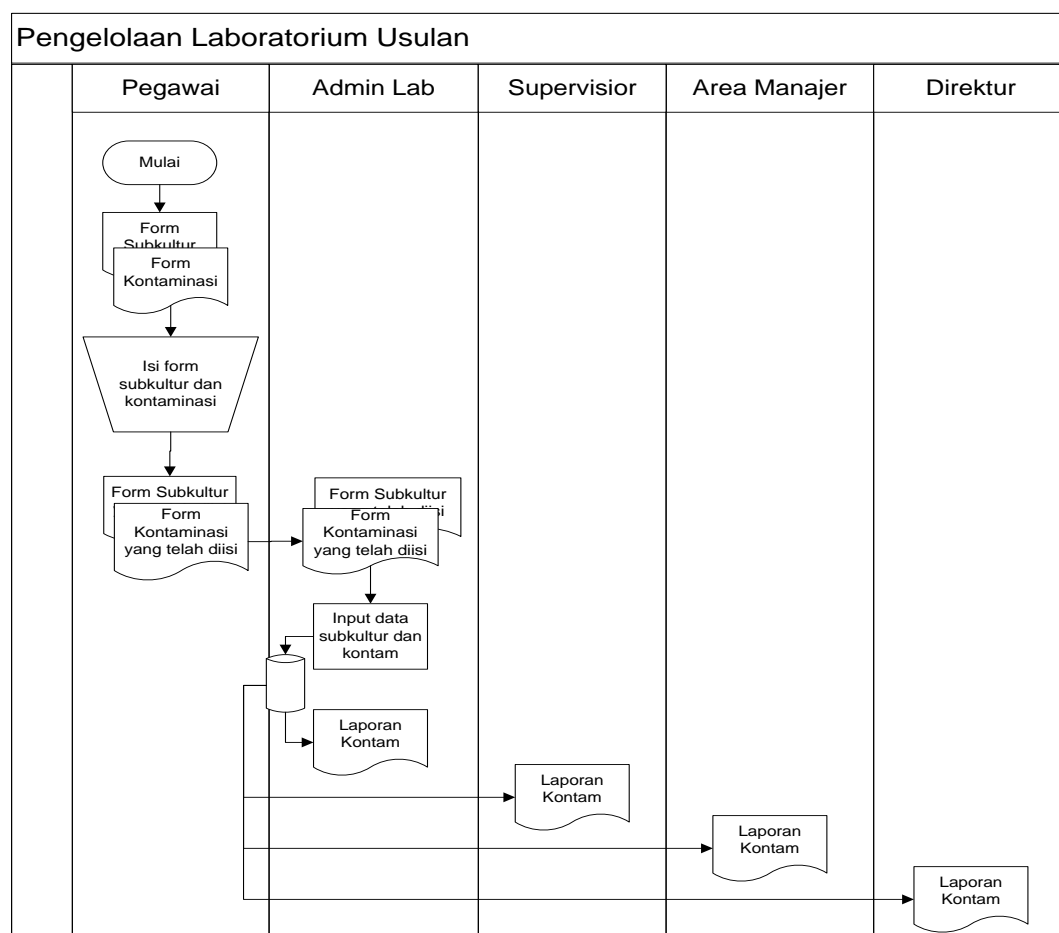 Pengelolaan Laboratorium Usulan
Pegawai
Admin Lab
Supervisior
Area Manajer
Direktur
Mulai
Form
Subkultur
Form
Kontaminasi
Isi form
subkultur dan
kontaminasi
Form Subkultur
Form
Kontaminasi
yang telah diisi
Form Subkultur
Form
Kontaminasi
yang telah diisi
Input data
subkultur dan
kontam
Laporan
Kontam
Laporan
Kontam
Laporan
Kontam
Laporan
Kontam